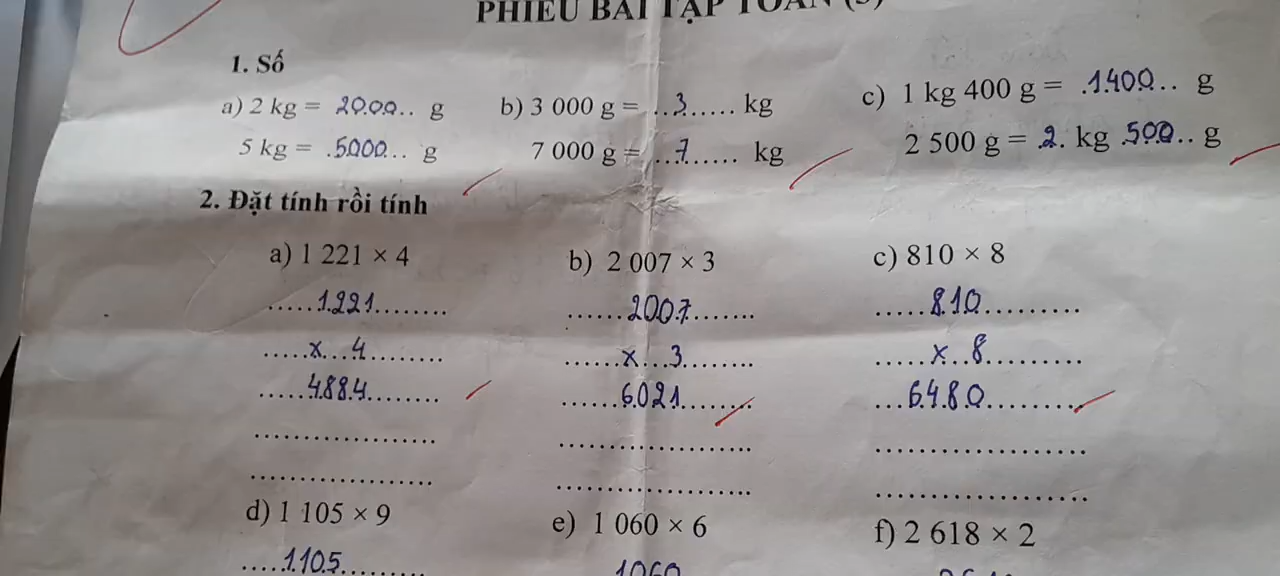 PHIẾU BÀI TẬP TOÁN
1. Số
a) 2 kg = 2000 g b) 3 000 g = 3 kg c) 1 kg 400 g = 1400 g
5 kg = 5000 g 7 000 g = 7 kg 2 500 g = 2 kg 500 g
2. Đặt tính rồi tính
a) 1 221 × 4 b) 2 007 × 3 c) 810 × 8
1221 2007 810
x 4 x 3 x 8
4884 6021 6480
d) 1 105 × 9 e) 1 060 × 6 f) 2 618 × 2
1105 1060